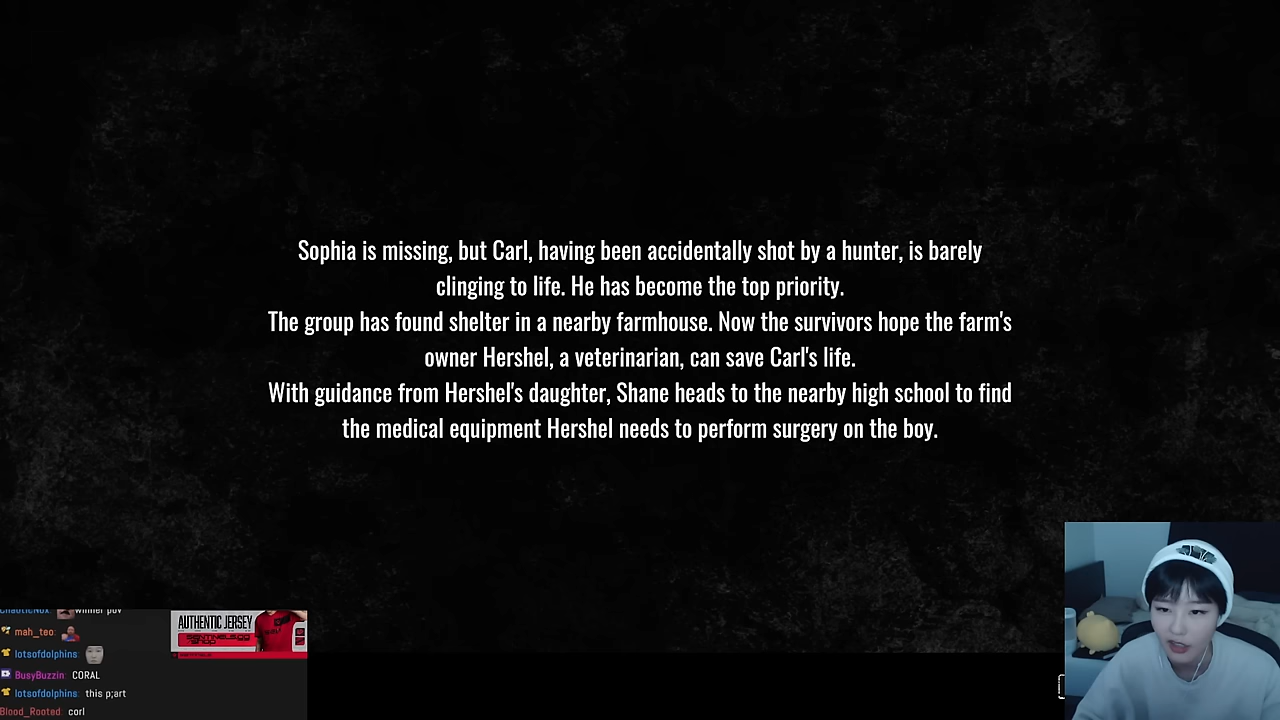 Sophia is missing, but Carl, having been accidentally shot by a hunter, is barely
clinging to life. He has become the top priority.
The group has found shelter in a nearby farmhouse. Now the survivors hope the farm's
owner Hershel, a veterinarian, can save Carl's life.
With guidance from Hershel's daughter, Shane heads to the nearby high school to find
the medical equipment Hershel needs to perform surgery on the boy.
winner pov
mah_teo:
lotsofdolphins:
BusyBuzzin: CORAL
lotsofdolphins: this p;art
Blood_Rooted: corl
AUTHENTIC JERSEY